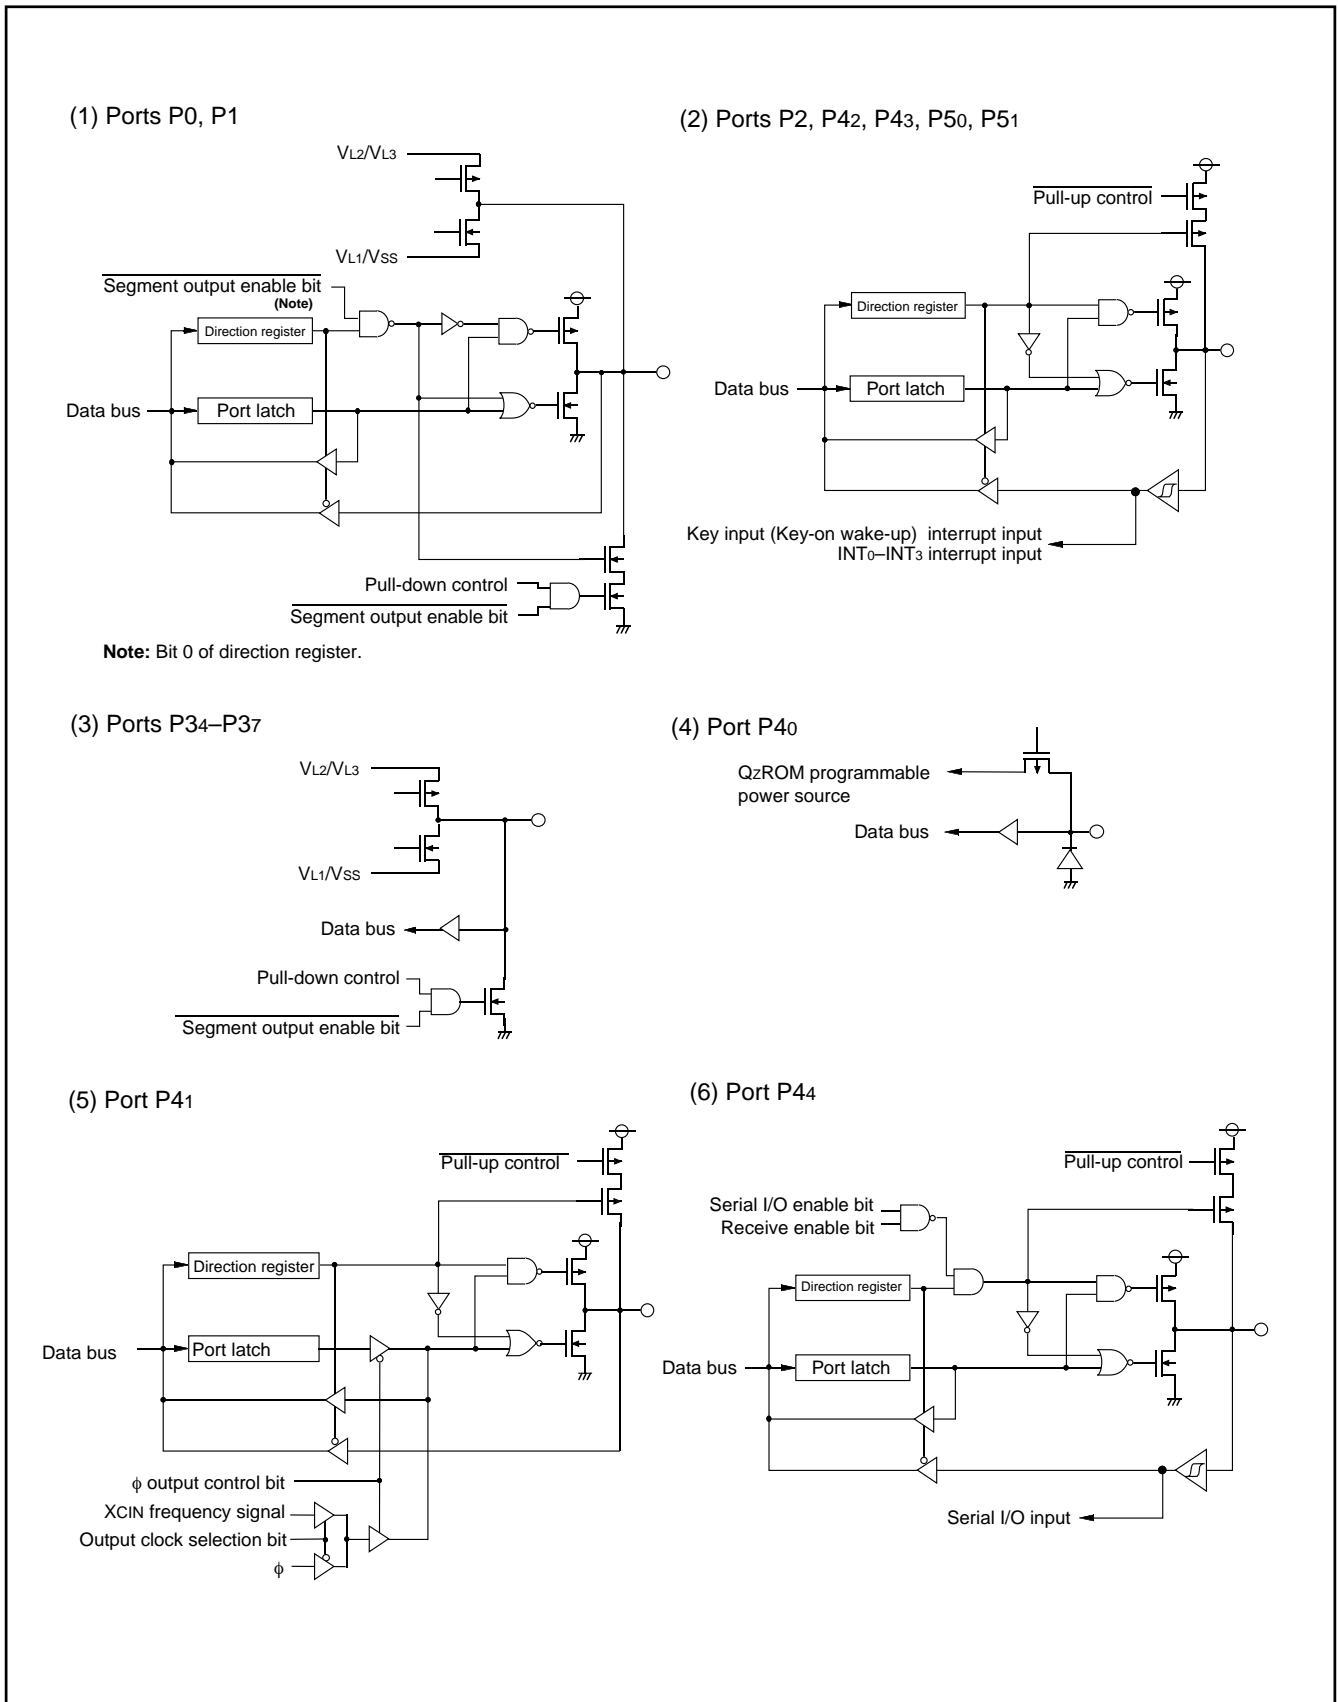 (1) Ports P0, P1
VL2/VL3
VL1/VSS
Segment output enable bit
(Note)
Direction register
Data bus
Port latch
Pull-down control
Segment output enable bit
Note: Bit 0 of direction register.
(2) Ports P2, P42, P43, P50, P51
Pull-up control
Direction register
Data bus
Port latch
Key input (Key-on wake-up) interrupt input
INT0–INT3 interrupt input
(3) Ports P34–P37
VL2/VL3
VL1/VSS
Data bus
Pull-down control
Segment output enable bit
(4) Port P40
QzROM programmable
power source
Data bus
(5) Port P41
Pull-up control
Direction register
Data bus
Port latch
ϕ output control bit
XCIN frequency signal
Output clock selection bit
ϕ
(6) Port P44
Pull-up control
Serial I/O enable bit
Receive enable bit
Direction register
Data bus
Port latch
Serial I/O input